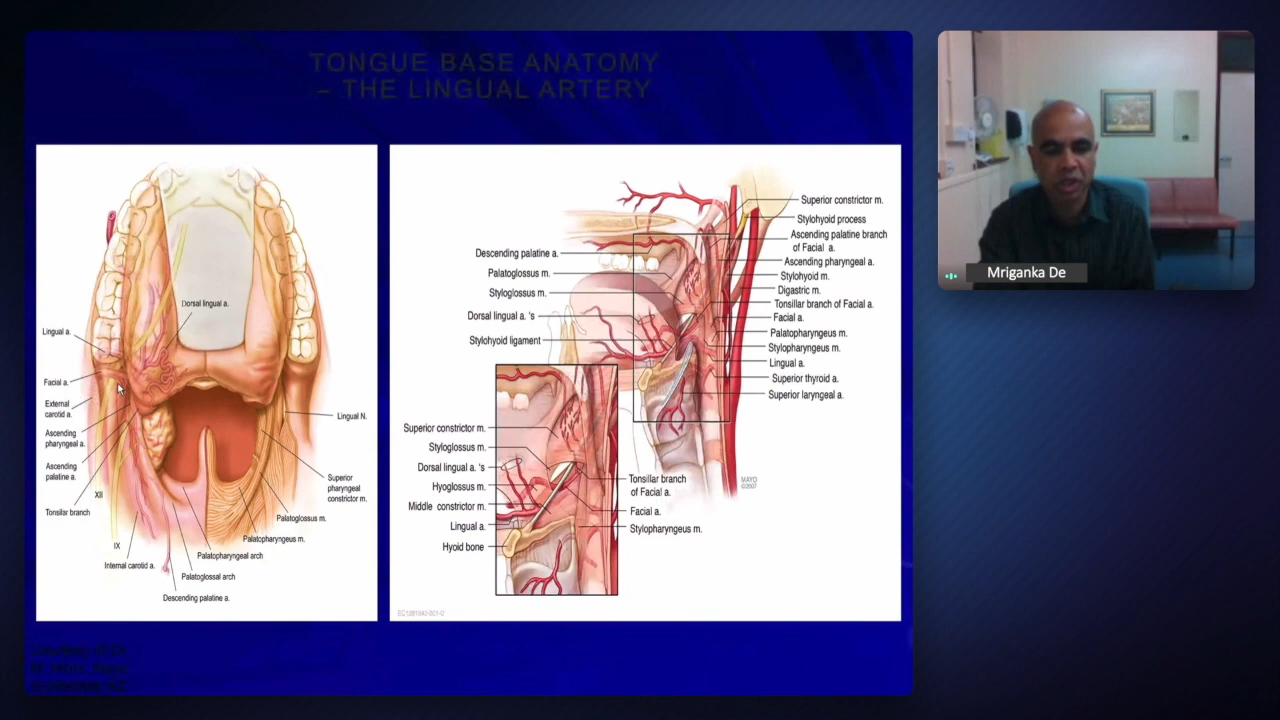 TONGUE BASE ANATOMY
– THE LINGUAL ARTERY
Dorsal lingual a.
Lingual a.
Facial a.
External
carotid a.
Ascending
pharyngeal a.
Ascending
palatine a.
XII
Tonsilar branch
IX
Internal carotid a.
Lingual N.
Superior
pharyngeal
constrictor m.
Palatoglossus m.
Palatopharyngeus m.
Palatopharyngeal arch
Palatoglossal arch
Descending palatine a.
Descending palatine a.
Palatoglossus m.
Styloglossus m.
Dorsal lingual a. 's
Stylohyoid ligament
Superior constrictor m.
Stylohyoid process
Ascending palatine branch
of Facial a.
Ascending pharyngeal a.
Stylohyoid m.
Digastric m.
Tonsillar branch of Facial a.
Facial a.
Palatopharyngeus m.
Stylopharyngeus m.
Lingual a.
Superior thyroid a.
Superior laryngeal a.
Superior constrictor m.
Styloglossus m.
Dorsal lingual a. 's
Hyoglossus m.
Middle constrictor m.
Lingual a.
Hyoid bone
Tonsillar branch
of Facial a.
Facial a.
Stylopharyngeus m.
MAYO
©2007
Mriganka De